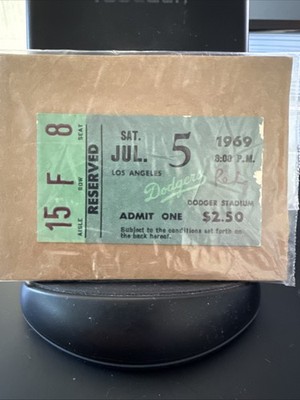 15 F 8
AISLE ROW SEAT
RESERVED
SAT. 1969
JUL. 5 8:00 P.M.
LOS ANGELES
Dodgers
DODGER STADIUM
ADMIT ONE $2.50
Subject to the conditions set forth on
the back hereof.